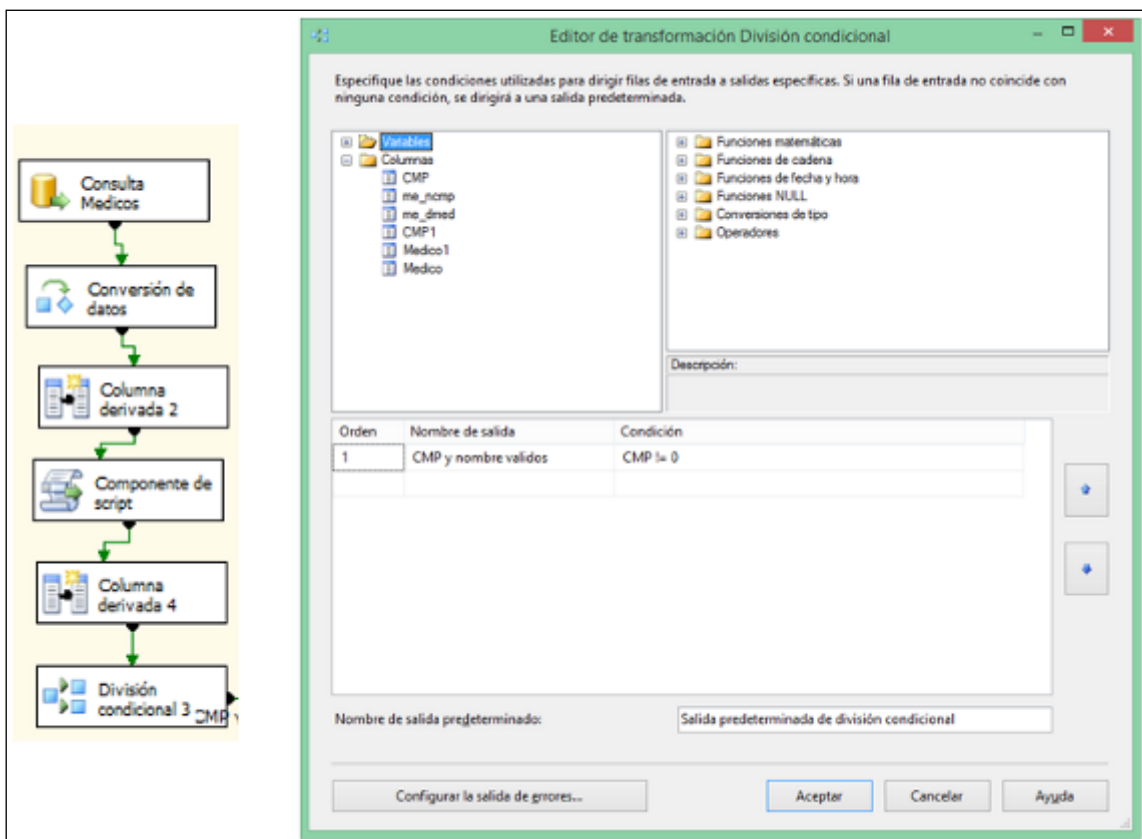 Consulta
Medicos
Conversión de
datos
Columna
derivada 2
Componente de
script
Columna
derivada 4
División
condicional 3
CMP
Editor de transformación División condicional
Especifique las condiciones utilizadas para dirigir filas de entrada a salidas específicas. Si una fila de entrada no coincide con
ninguna condición, se dirigirá a una salida predeterminada.
Variables
Columnas
CMP
me_ncmp
me_dmed
CMP1
Medico1
Medico
Funciones matemáticas
Funciones de cadena
Funciones de fecha y hora
Funciones NULL
Conversiones de tipo
Operadores
Descripción:
Orden Nombre de salida Condición
1 CMP y nombre validos CMP != 0
Nombre de salida predeterminado: Salida predeterminada de división condicional
Configurar la salida de errores... Aceptar Cancelar Ayuda